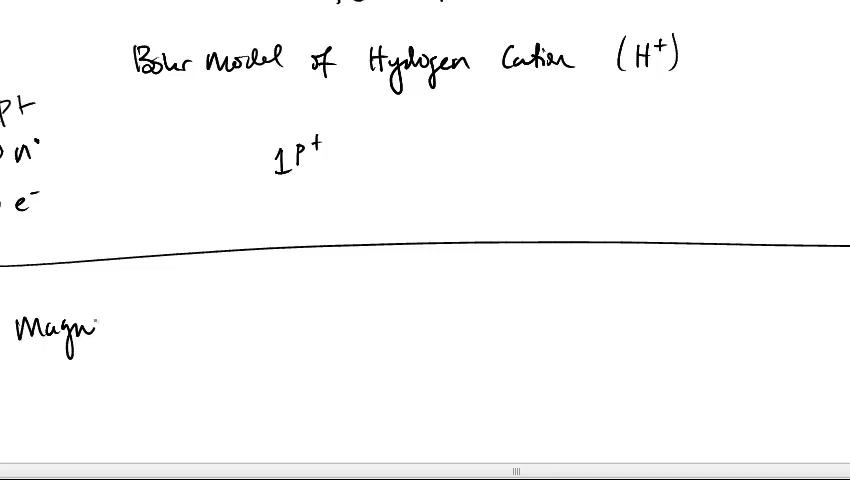 Bohr Model of Hydrogen Cation (H+)
P+
n°
1P+
e-
Magn